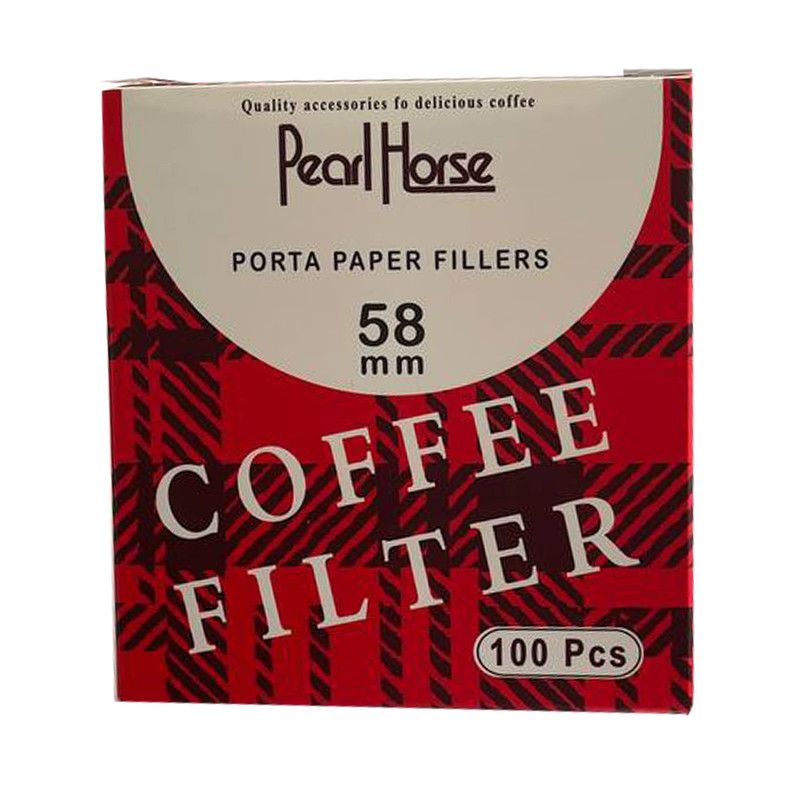 Quality accessories fo delicious coffee
Pearl Horse
PORTA PAPER FILLERS
58
mm
COFFEE
FILTER
100 Pcs